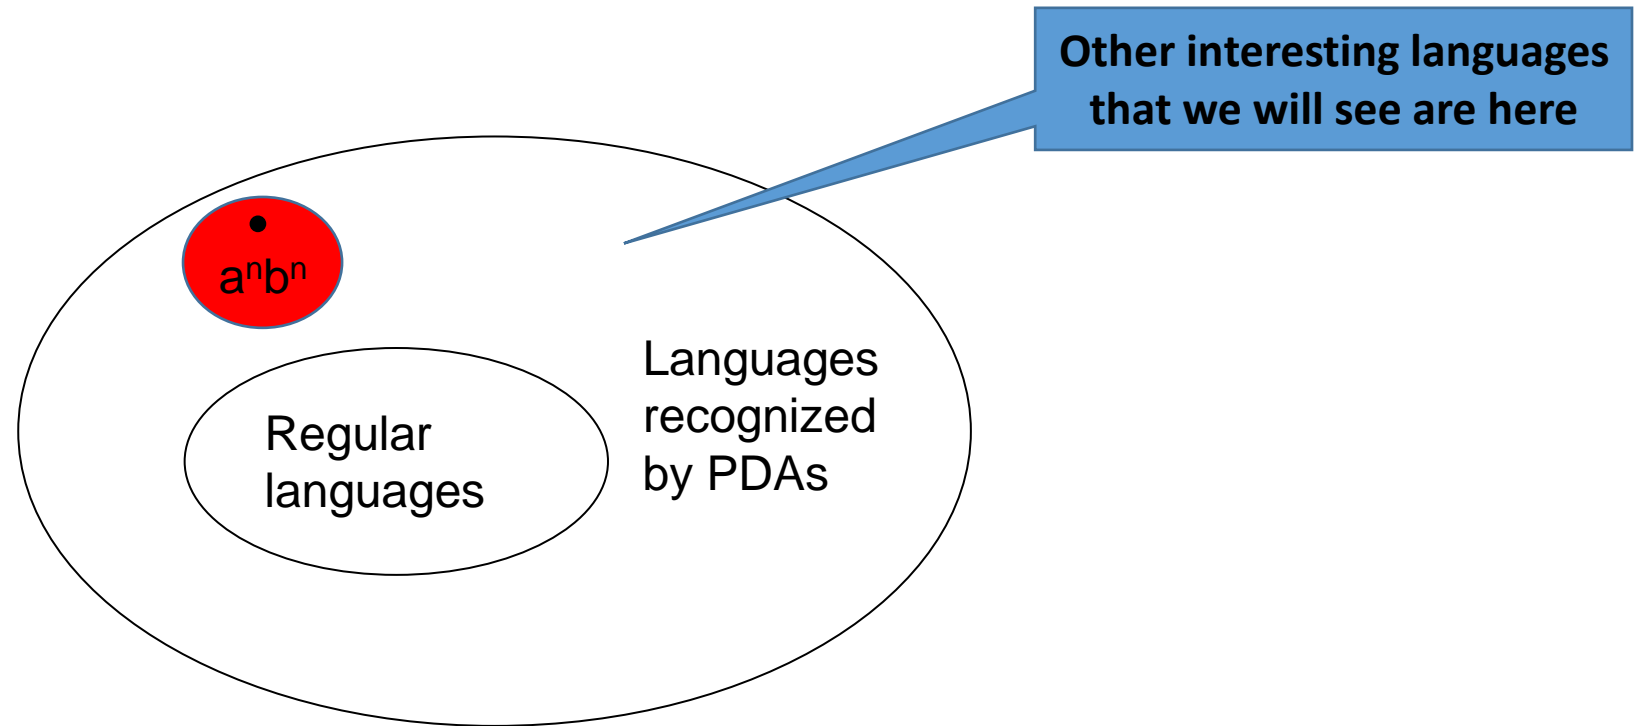 Other interesting languages
that we will see are here
aⁿbⁿ
Languages
recognized
by PDAs
Regular
languages